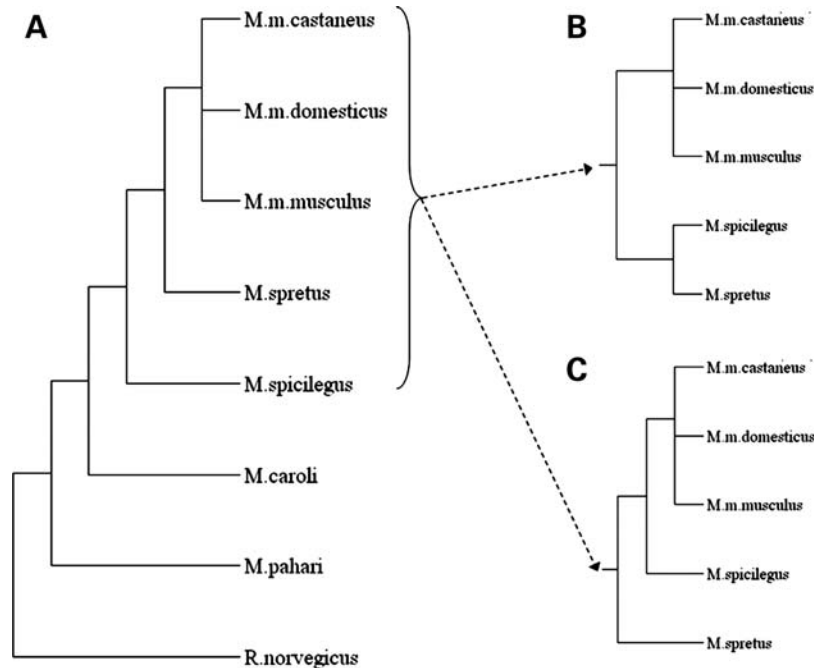 A
M.m.castaneus
M.m.domesticus
M.m.musculus
M.spretus
M.spicilegus
M.caroli
M.pahari
R.norvegicus
B
M.m.castaneus
M.m.domesticus
M.m.musculus
M.spicilegus
M.spretus
C
M.m.castaneus
M.m.domesticus
M.m.musculus
M.spicilegus
M.spretus